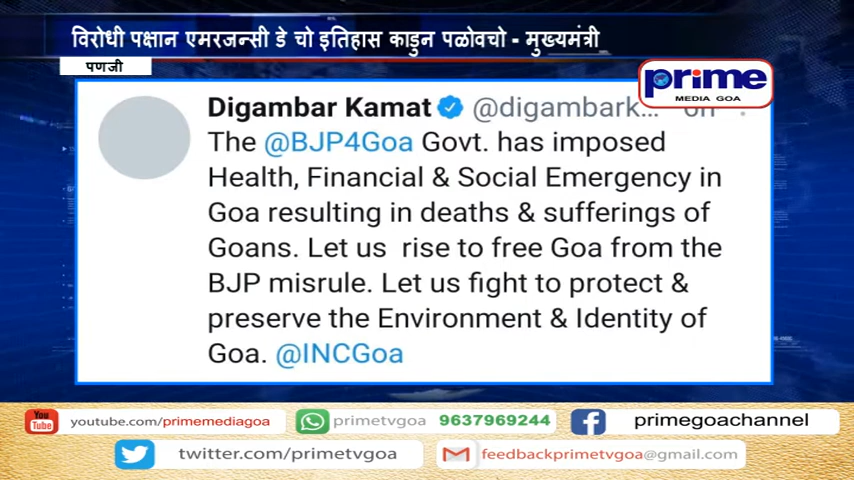 विरोधी पक्षान एमरजन्सी डे चो इतिहास काडुन पळोवचो - मुख्यमंत्री
पणजी
prime
MEDIA GOA
Digambar Kamat @digambark...
The @BJP4Goa Govt. has imposed
Health, Financial & Social Emergency in
Goa resulting in deaths & sufferings of
Goans. Let us rise to free Goa from the
BJP misrule. Let us fight to protect &
preserve the Environment & Identity of
Goa. @INCGoa
You Tube youtube.com/primemediagoa primetvgoa 9637969244 primegoachannel
twitter.com/primetvgoa feedbackprimetvgoa@gmail.com